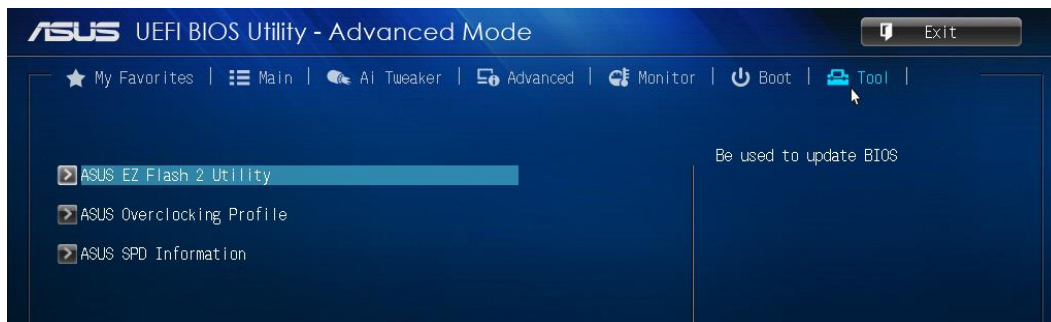 ASUS UEFI BIOS Utility - Advanced Mode
Exit
My Favorites | Main | Ai Tweaker | Advanced | Monitor | Boot | Tool |
Be used to update BIOS
ASUS EZ Flash 2 Utility
ASUS Overclocking Profile
ASUS SPD Information